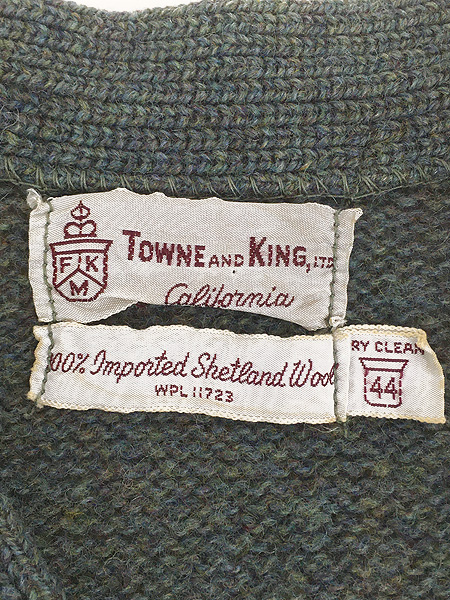 F K
M
TOWNE AND KING, LTD
California
00% Imported Shetland Wool
WPL 11723
RY CLEAN
44